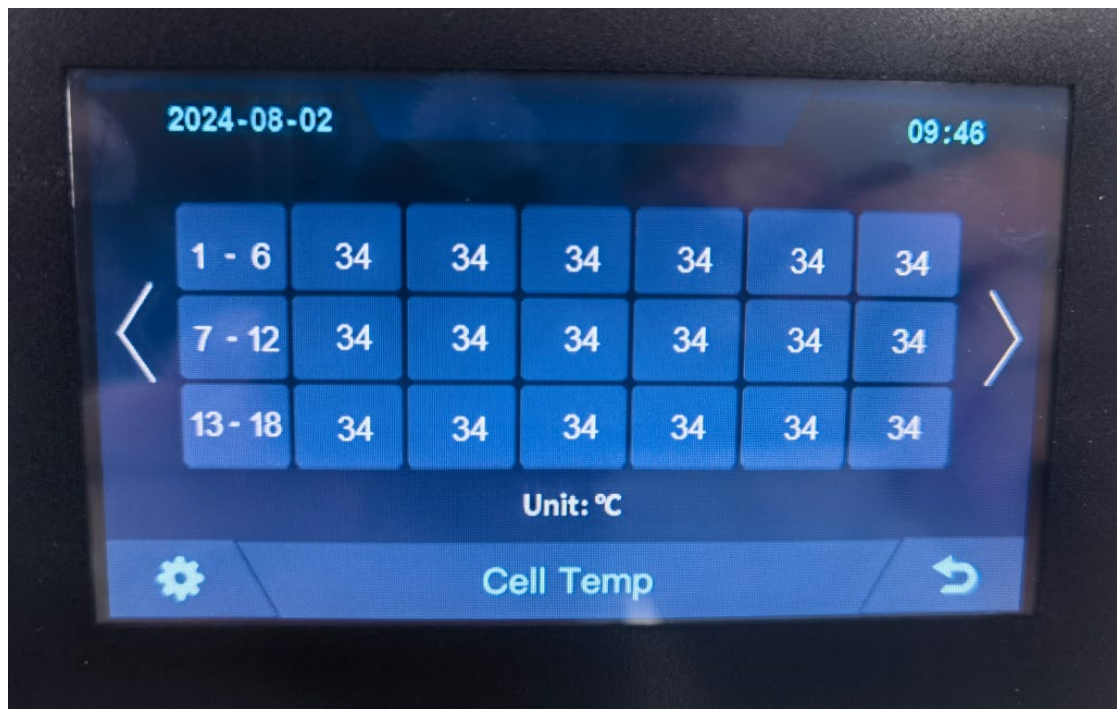 2024-08-02 09:46
1 - 6 34 34 34 34 34 34
7 - 12 34 34 34 34 34 34
13 - 18 34 34 34 34 34 34
Unit: ℃
Cell Temp